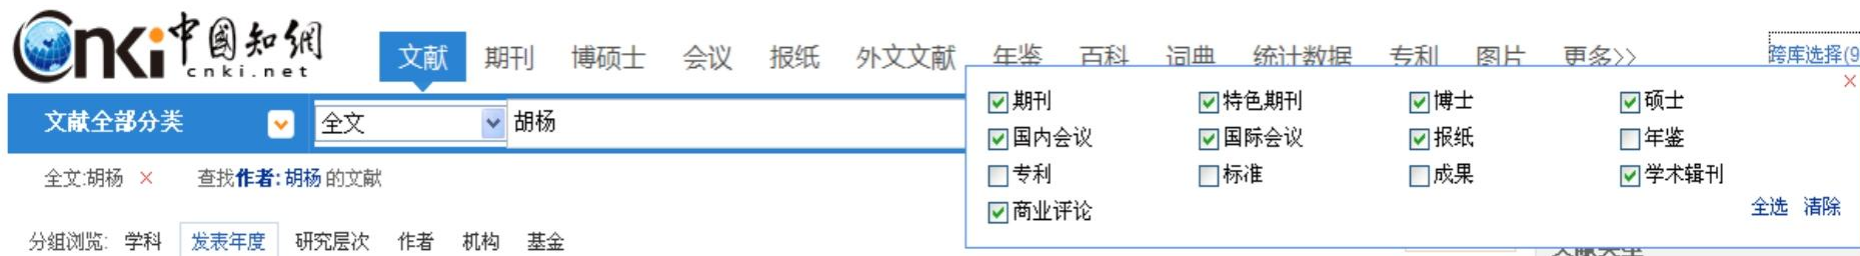 cnki中國知網
cnki.net
文献 期刊 博硕士 会议 报纸 外文文献 年鉴 百科 词典 统计数据 专利 图片 更多>> 跨库选择(9
文献全部分类 全文 胡杨
期刊 特色期刊 博士 硕士
国内会议 国际会议 报纸 年鉴
专利 标准 成果 学术辑刊
商业评论
全选 清除
全文:胡杨 × 查找作者:胡杨 的文献
分组浏览: 学科 发表年度 研究层次 作者 机构 基金